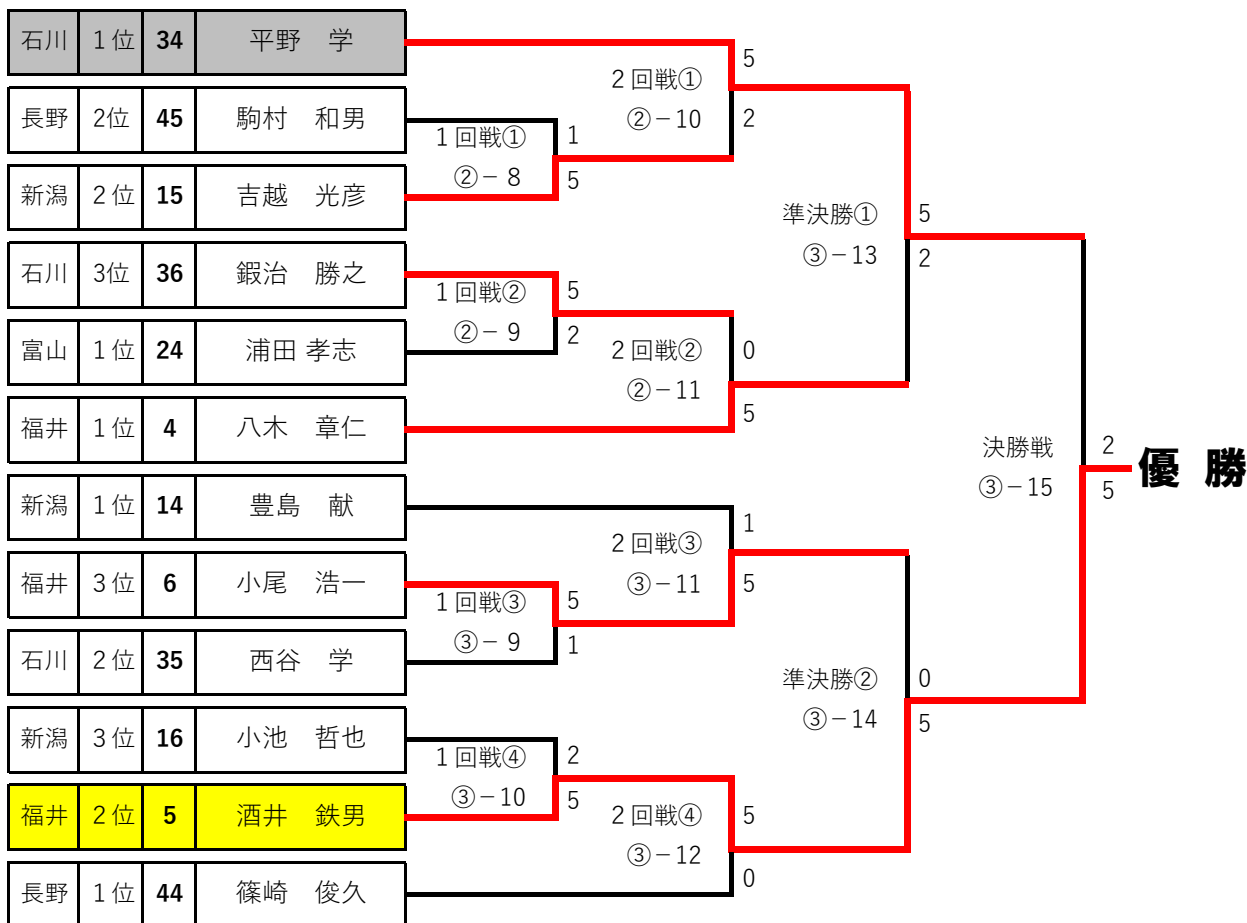 石川 1位 34 平野 学
長野 2位 45 駒村 和男
新潟 2位 15 吉越 光彦
石川 3位 36 鍜治 勝之
富山 1位 24 浦田 孝志
福井 1位 4 八木 章仁
新潟 1位 14 豊島 献
福井 3位 6 小尾 浩一
石川 2位 35 西谷 学
新潟 3位 16 小池 哲也
福井 2位 5 酒井 鉄男
長野 1位 44 篠崎 俊久
1回戦①
②－8
1
5
1回戦②
②－9
5
2
1回戦③
③－9
5
1
1回戦④
③－10
2
5
2回戦①
②－10
5
2
2回戦②
②－11
0
5
2回戦③
③－11
1
5
2回戦④
③－12
5
0
準決勝①
③－13
5
2
準決勝②
③－14
0
5
決勝戦
③－15
2
5
優 勝